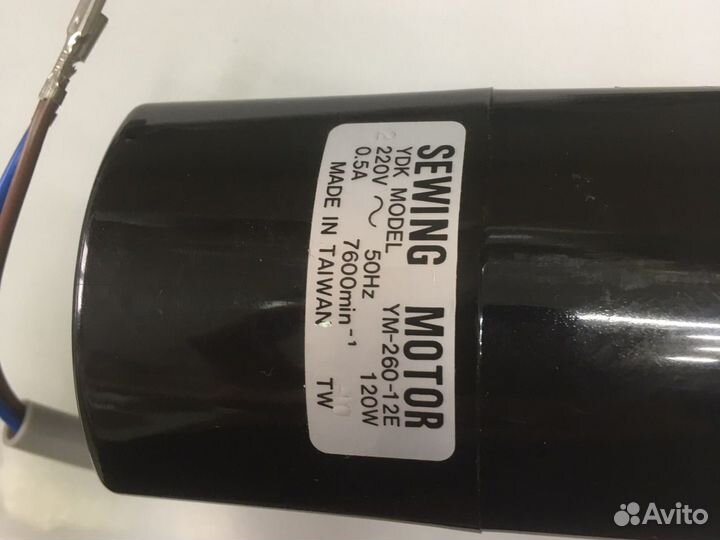 SEWING MOTOR
YDK MODEL YM-260-12E
220V ~ 50Hz 120W
0.5A 7600min⁻¹
MADE IN TAIWAN TW
Avito